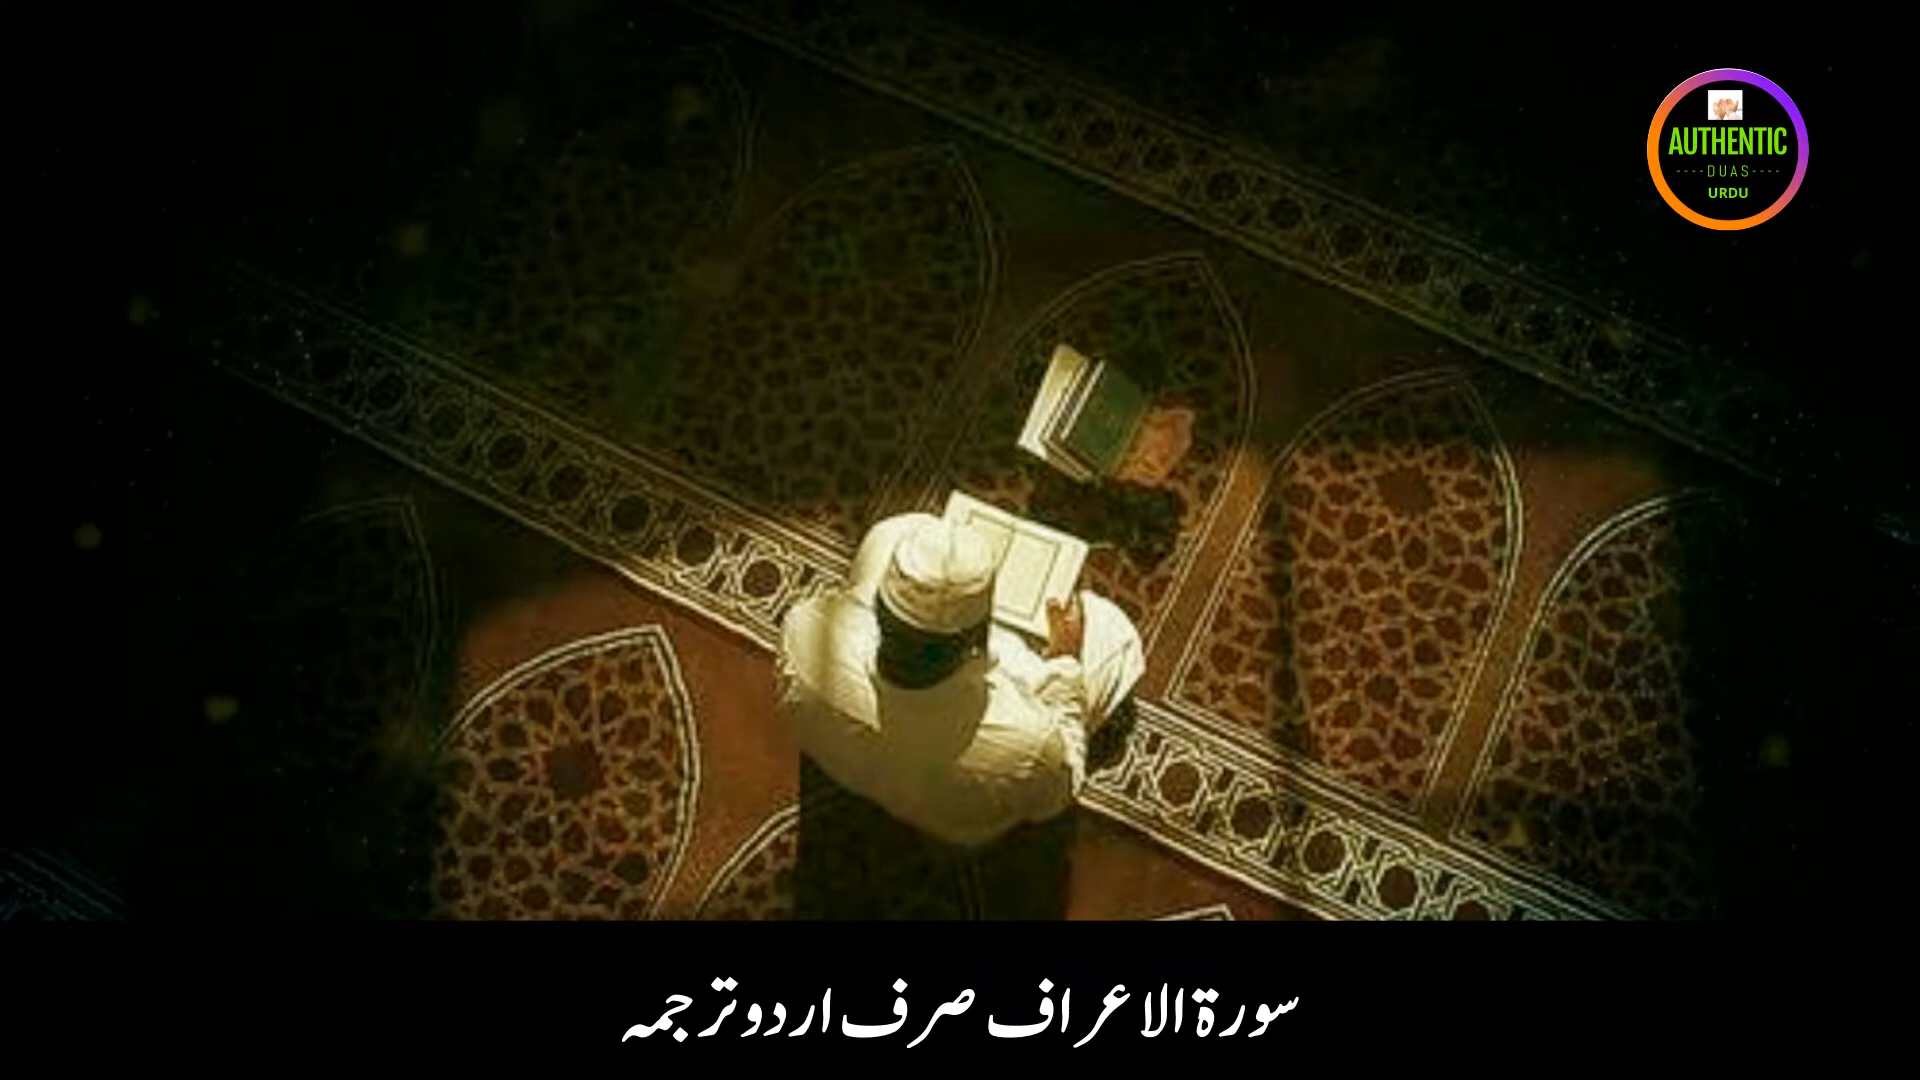 AUTHENTIC
----DUAS----
URDU
سورۃ الاعراف صرف اردو ترجمہ